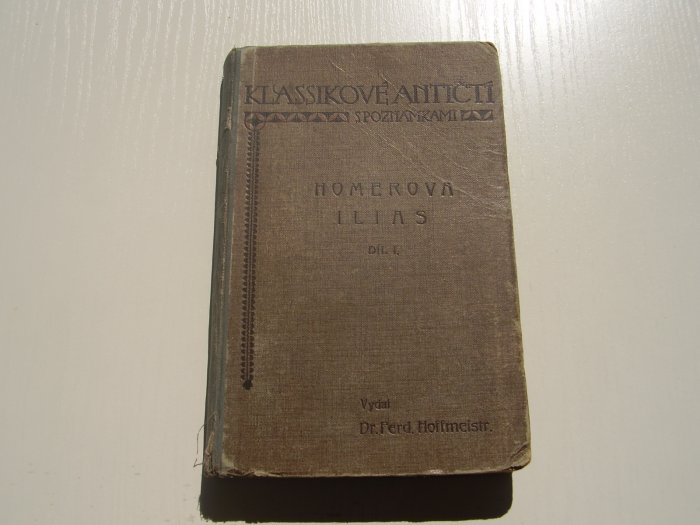 KLASSIKOVÉ ANTIČTÍ
S POZNÁMKAMI
HOMEROVA
ILIAS
DÍL I.
Vydal
Dr. Ferd. Hoffmeistr.